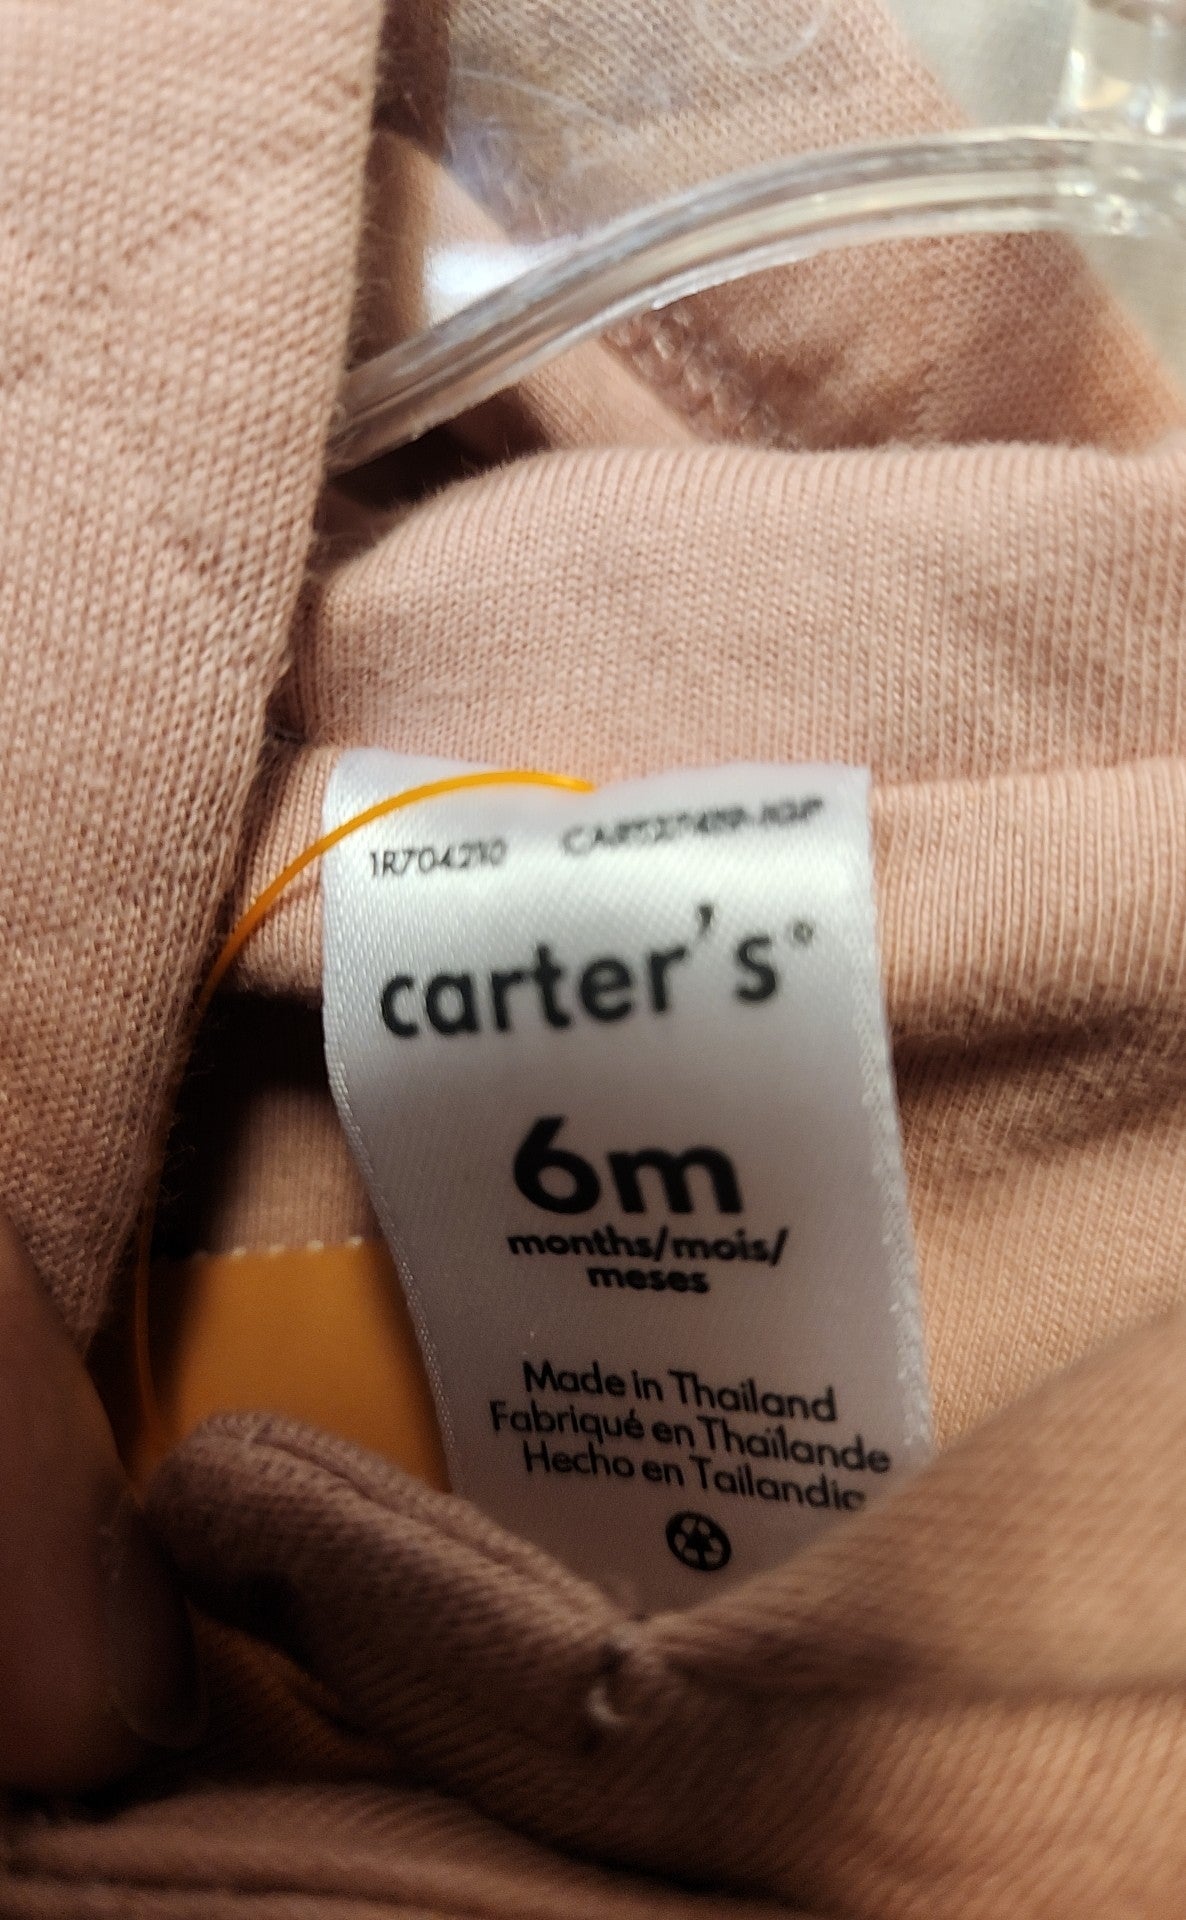 1R704210
carter's®
6m
months/mois/
meses
Made in Thailand
Fabriqué en Thaïlande
Hecho en Tailandia